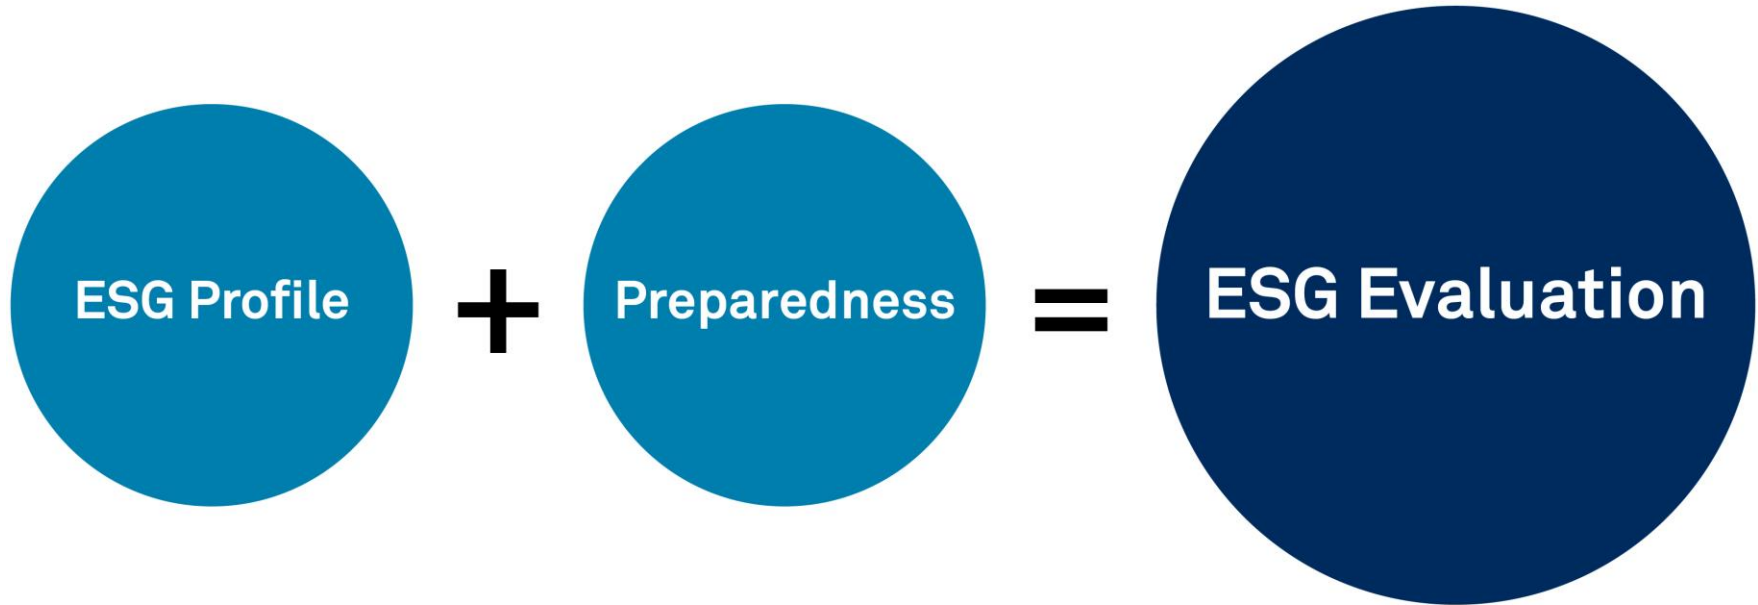 ESG Profile + Preparedness = ESG Evaluation